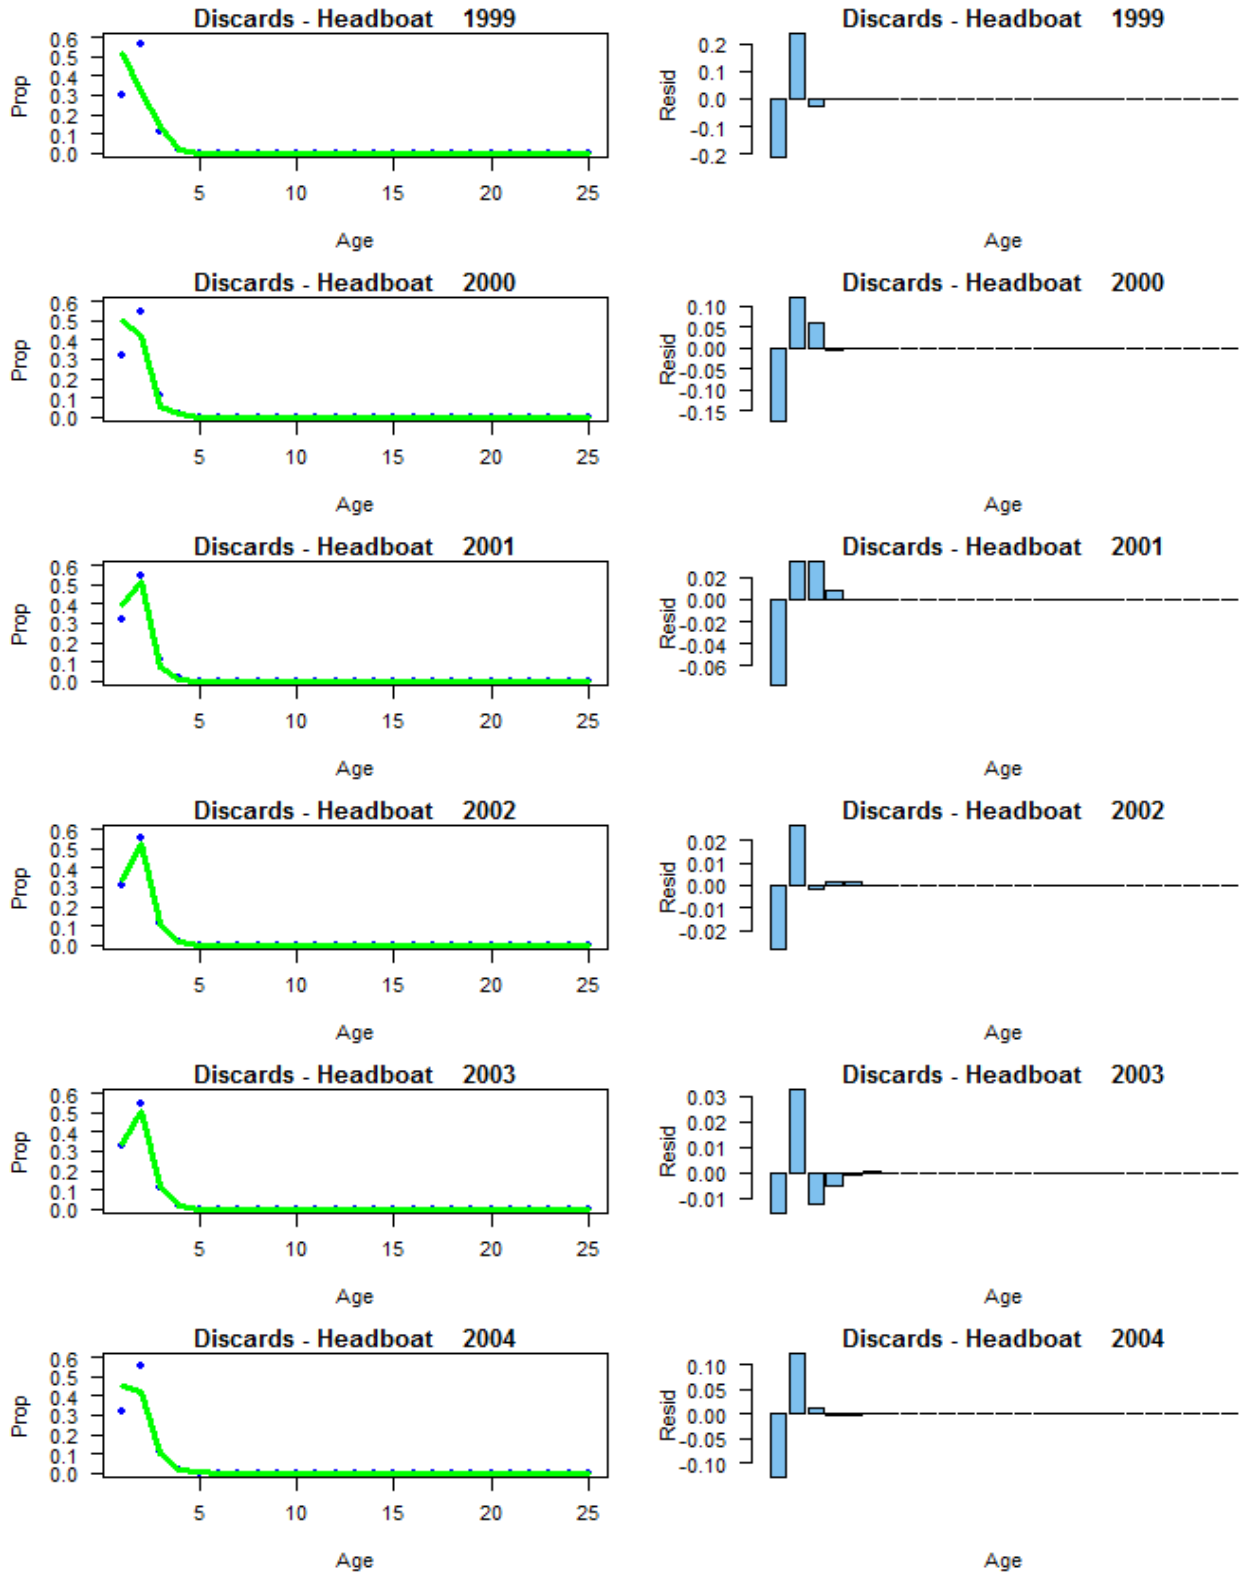 Discards - Headboat 1999
Prop
0.6
0.5
0.4
0.3
0.2
0.1
0.0
5 10 15 20 25
Age
Discards - Headboat 1999
Resid
0.2
0.1
0.0
-0.1
-0.2
Age
Discards - Headboat 2000
Prop
0.6
0.5
0.4
0.3
0.2
0.1
0.0
5 10 15 20 25
Age
Discards - Headboat 2000
Resid
0.10
0.05
0.00
-0.05
-0.10
-0.15
Age
Discards - Headboat 2001
Prop
0.6
0.5
0.4
0.3
0.2
0.1
0.0
5 10 15 20 25
Age
Discards - Headboat 2001
Resid
0.02
0.00
-0.02
-0.04
-0.06
Age
Discards - Headboat 2002
Prop
0.6
0.5
0.4
0.3
0.2
0.1
0.0
5 10 15 20 25
Age
Discards - Headboat 2002
Resid
0.02
0.01
0.00
-0.01
-0.02
Age
Discards - Headboat 2003
Prop
0.6
0.5
0.4
0.3
0.2
0.1
0.0
5 10 15 20 25
Age
Discards - Headboat 2003
Resid
0.03
0.02
0.01
0.00
-0.01
Age
Discards - Headboat 2004
Prop
0.6
0.5
0.4
0.3
0.2
0.1
0.0
5 10 15 20 25
Age
Discards - Headboat 2004
Resid
0.10
0.05
0.00
-0.05
-0.10
Age